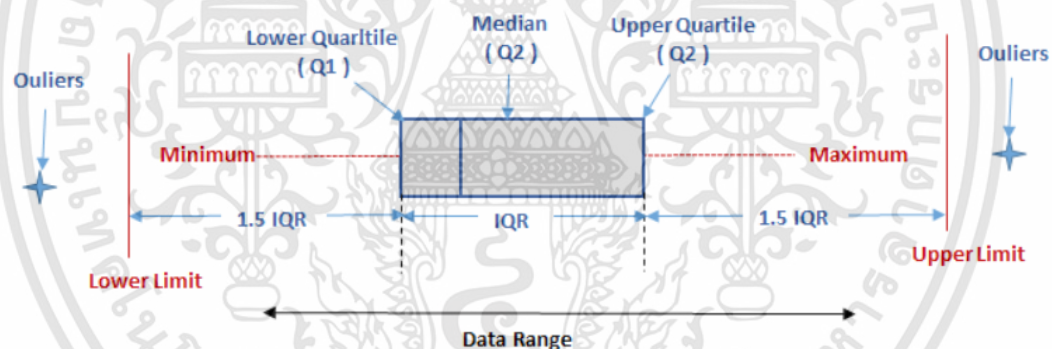 Median
( Q2 )
Lower Quarltile
( Q1 )
Upper Quartile
( Q2 )
Ouliers
Ouliers
Minimum
Maximum
1.5 IQR
IQR
1.5 IQR
Lower Limit
Upper Limit
Data Range